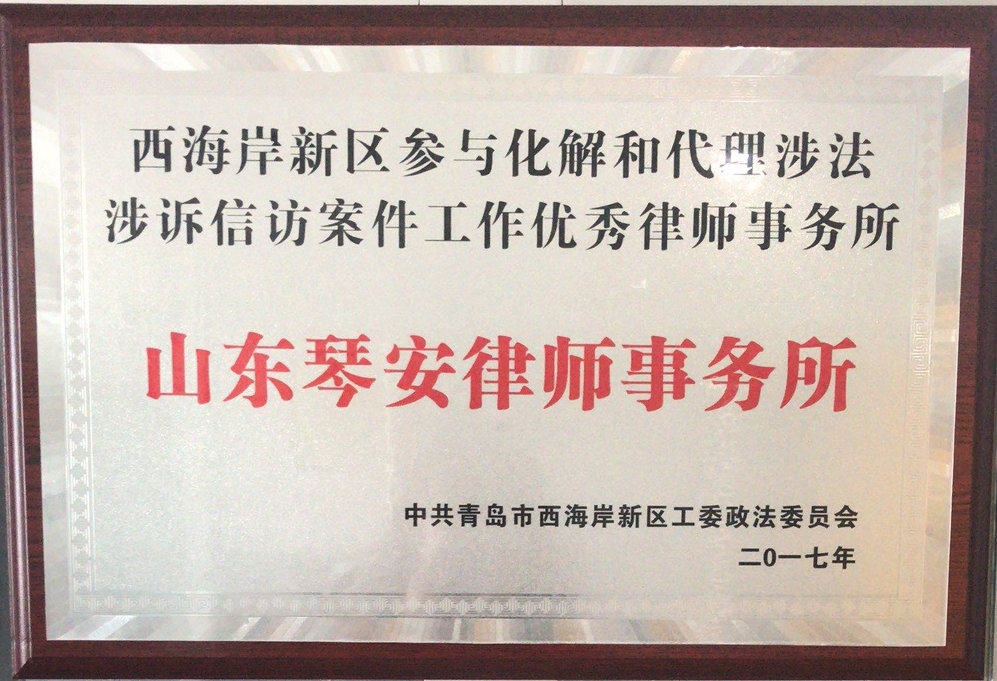 西海岸新区参与化解和代理涉法
涉诉信访案件工作优秀律师事务所
山东琴安律师事务所
中共青岛市西海岸新区工委政法委员会
二0一七年